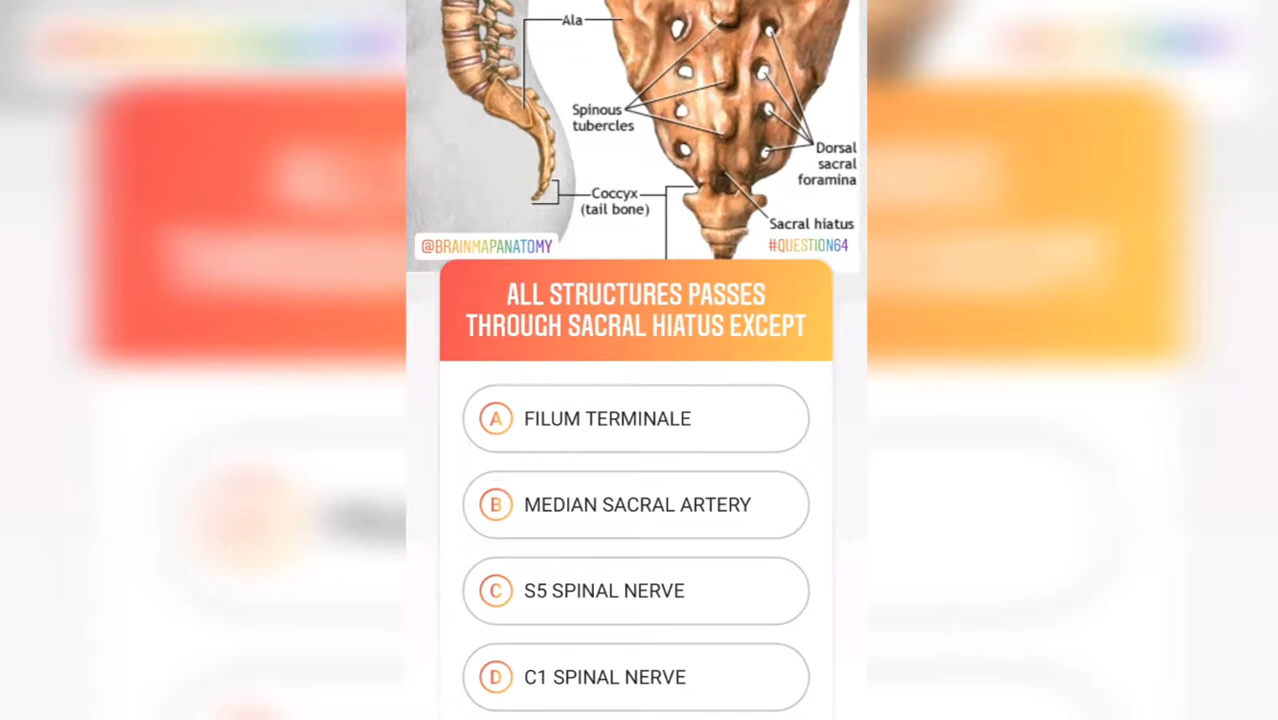 Ala
Spinous
tubercles
Dorsal
sacral
foramina
Coccyx
(tail bone)
Sacral hiatus
@BRAINMAPANATOMY
#QUESTION64
ALL STRUCTURES PASSES
THROUGH SACRAL HIATUS EXCEPT
A FILUM TERMINALE
B MEDIAN SACRAL ARTERY
C S5 SPINAL NERVE
D C1 SPINAL NERVE